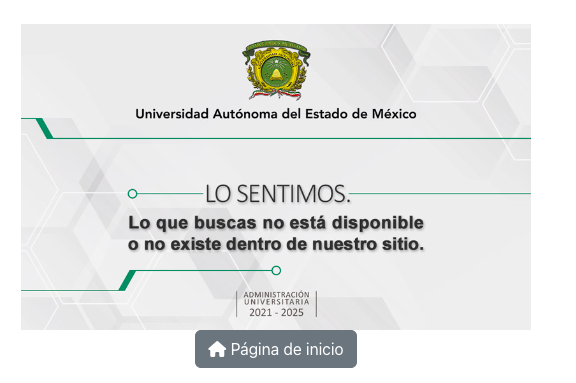 Universidad Autónoma del Estado de México
LO SENTIMOS.
Lo que buscas no está disponible
o no existe dentro de nuestro sitio.
ADMINISTRACIÓN
UNIVERSITARIA
2021 - 2025
Página de inicio